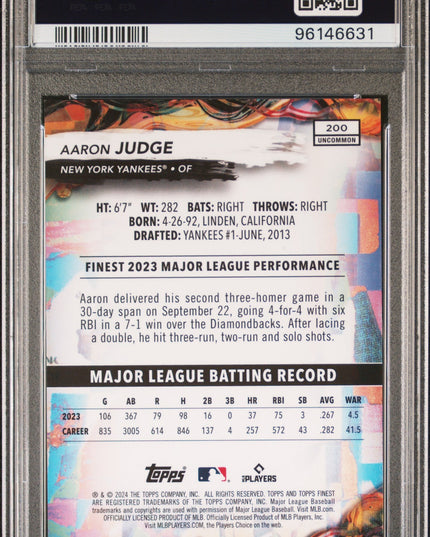 96146631
200
UNCOMMON
AARON JUDGE
NEW YORK YANKEES® • OF
HT: 6'7" WT: 282 BATS: RIGHT THROWS: RIGHT
BORN: 4-26-92, LINDEN, CALIFORNIA
DRAFTED: YANKEES #1-JUNE, 2013
FINEST 2023 MAJOR LEAGUE PERFORMANCE
Aaron delivered his second three-homer game in a
30-day span on September 22, going 4-for-4 with six
RBI in a 7-1 win over the Diamondbacks. After lacing
a double, he hit three-run, two-run and solo shots.
MAJOR LEAGUE BATTING RECORD
G AB R H 2B 3B HR RBI SB AVG WAR
2023 106 367 79 98 16 0 37 75 3 .267 4.5
CAREER 835 3005 614 846 137 4 257 572 43 .282 41.5
Topps PLAYERS
® & © 2024 THE TOPPS COMPANY, INC. ALL RIGHTS RESERVED. TOPPS AND TOPPS FINEST
ARE REGISTERED TRADEMARKS OF THE TOPPS COMPANY, INC. Major League Baseball
trademarks and copyrights are used with permission of Major League Baseball. Visit MLB.com.
OFFICIALLY LICENSED PRODUCT OF MLB. Officially Licensed Product of MLB Players, Inc.
Visit MLBPLAYERS.com, the Players Choice on the web.